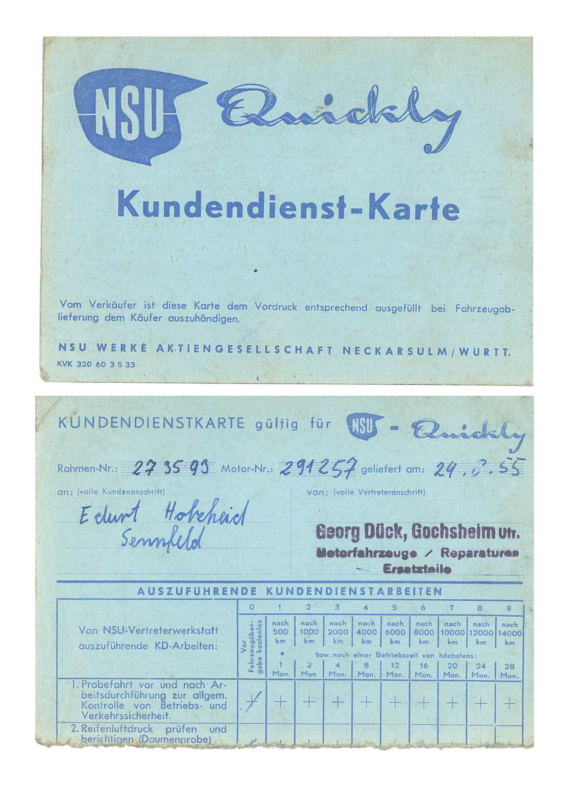 NSU Quickly
Kundendienst-Karte
Vom Verkäufer ist diese Karte dem Vordruck entsprechend ausgefüllt bei Fahrzeugab-
lieferung dem Käufer auszuhändigen.
NSU WERKE AKTIENGESELLSCHAFT NECKARSULM/WURTT.
KVK 320 60 3 5 33
KUNDENDIENSTKARTE gültig für NSU - Quickly
Rahmen-Nr.: 273593 Motor-Nr.: 291257 geliefert am: 24. 8. 55
an: (volle Kundenanschrift) von: (volle Vertreteranschrift)
Sennfeld
Georg Dück, Gochsheim Ufr.
Motorfahrzeuge / Reparaturen
Ersatzteile
AUSZUFUHRENDE KUNDENDIENSTARBEITEN
0 1 2 3 4 5 6 7 8 9
Von NSU-Vertreterwerkstatt
auszuführende KD-Arbeiten:
Vor Fahrzeugüber-
gabe kostenlos
nach nach nach nach nach nach nach nach nach
500 1000 2000 4000 6000 8000 10000 12000 14000
km km km km km km km km km
bzw. nach einer Betriebszeit von höchstens:
1 2 4 8 12 16 20 24 28
Mon. Mon. Mon. Mon. Mon. Mon. Mon. Mon. Mon.
1. Probefahrt vor und nach Ar-
beitsdurchführung zur allgem.
Kontrolle von Betriebs- und
Verkehrssicherheit.
+ + + + + + + + + +
2. Reifenluftdruck prüfen und
berichtigen (Daumenprobe)